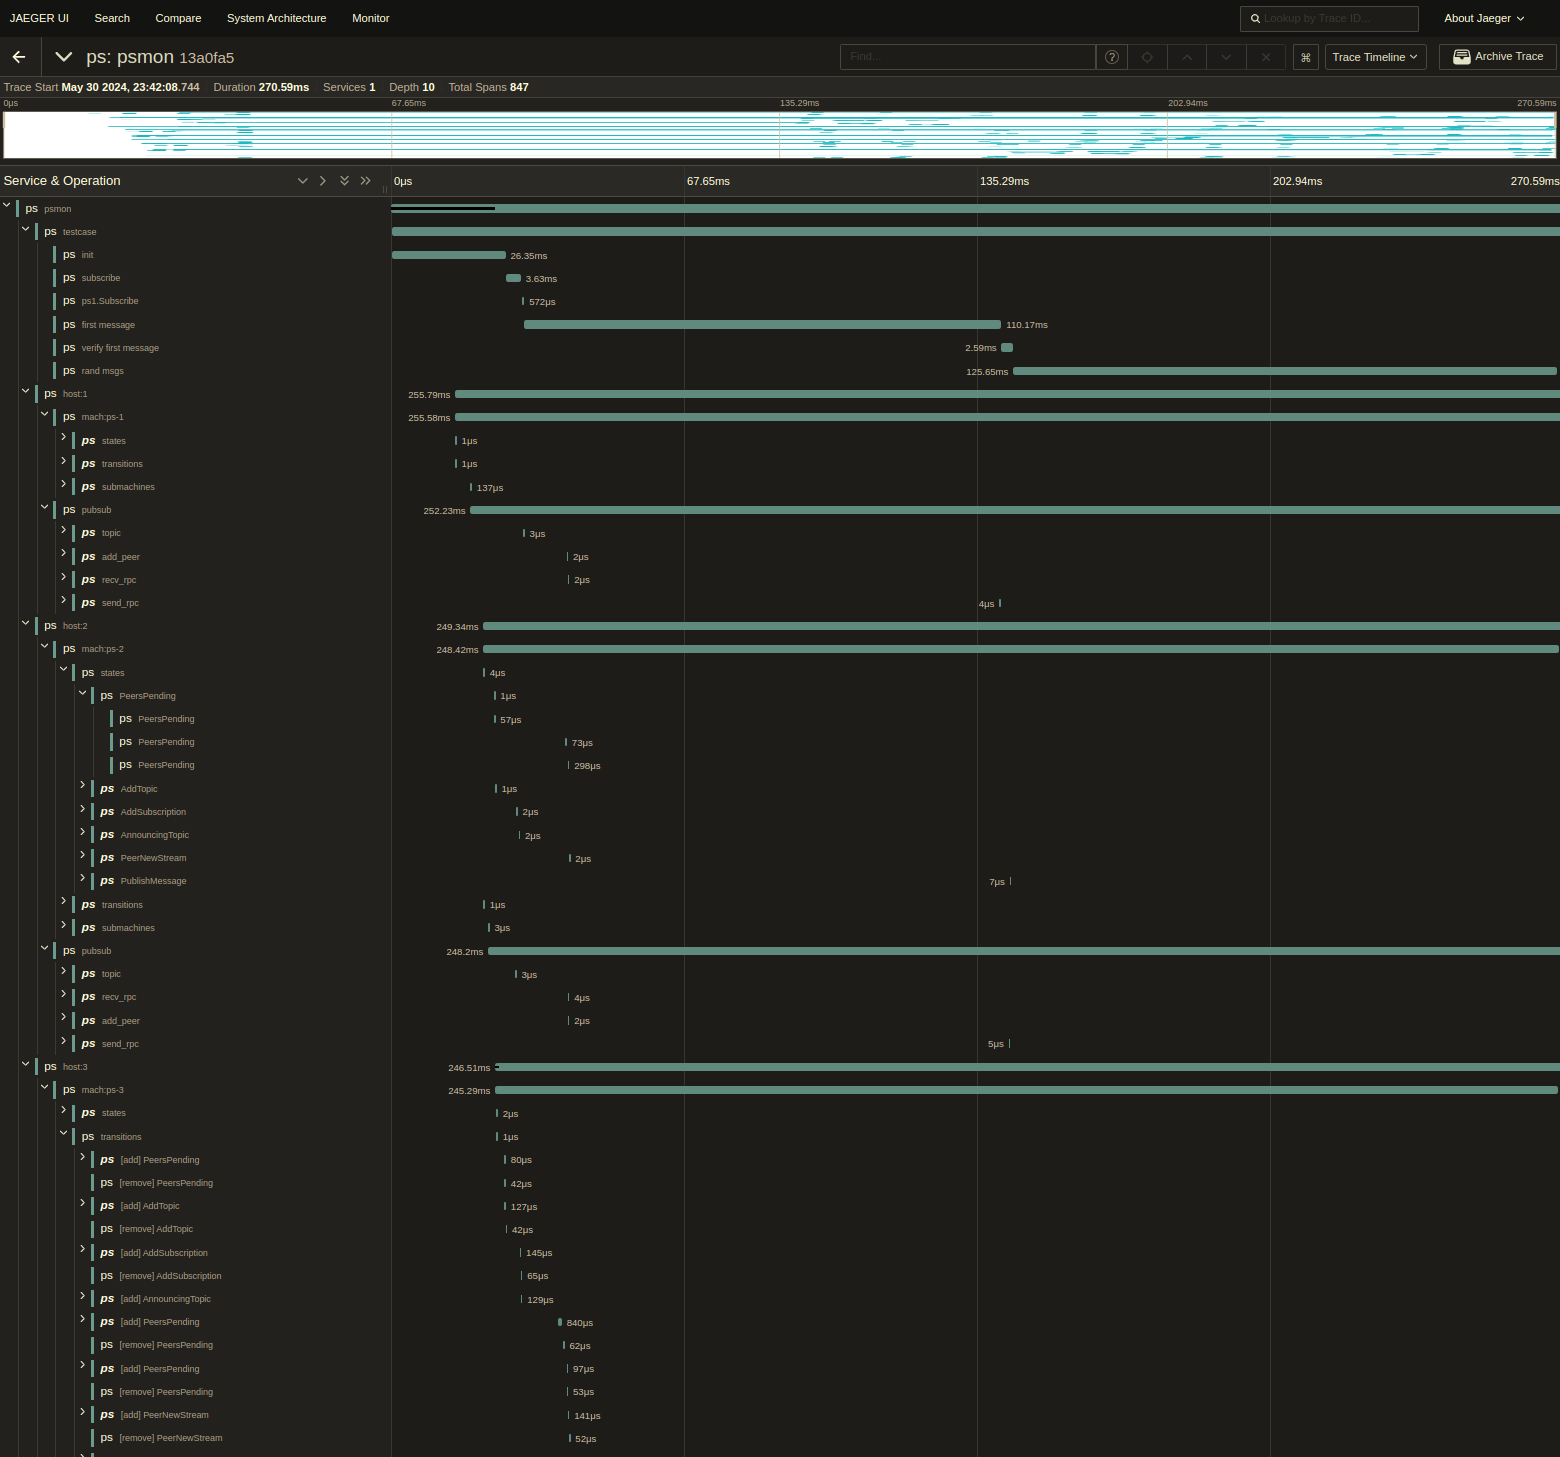 JAEGER UI Search Compare System Architecture Monitor Lookup by Trace ID... About Jaeger
ps: psmon 13a0fa5 Find... ? ⌘ Trace Timeline Archive Trace
Trace Start May 30 2024, 23:42:08.744 Duration 270.59ms Services 1 Depth 10 Total Spans 847
0μs 67.65ms 135.29ms 202.94ms 270.59ms
Service & Operation 0μs 67.65ms 135.29ms 202.94ms 270.59ms
ps psmon
ps testcase
ps init 26.35ms
ps subscribe 3.63ms
ps ps1.Subscribe 572μs
ps first message 110.17ms
ps verify first message 2.59ms
ps rand msgs 125.65ms
ps host:1 255.79ms
ps mach:ps-1 255.58ms
ps states 1μs
ps transitions 1μs
ps submachines 137μs
ps pubsub 252.23ms
ps topic 3μs
ps add_peer 2μs
ps recv_rpc 2μs
ps send_rpc 4μs
ps host:2 249.34ms
ps mach:ps-2 248.42ms
ps states 4μs
ps PeersPending 1μs
ps PeersPending 57μs
ps PeersPending 73μs
ps PeersPending 298μs
ps AddTopic 1μs
ps AddSubscription 2μs
ps AnnouncingTopic 2μs
ps PeerNewStream 2μs
ps PublishMessage 7μs
ps transitions 1μs
ps submachines 3μs
ps pubsub 248.2ms
ps topic 3μs
ps recv_rpc 4μs
ps add_peer 2μs
ps send_rpc 5μs
ps host:3 246.51ms
ps mach:ps-3 245.29ms
ps states 2μs
ps transitions 1μs
ps [add] PeersPending 80μs
ps [remove] PeersPending 42μs
ps [add] AddTopic 127μs
ps [remove] AddTopic 42μs
ps [add] AddSubscription 145μs
ps [remove] AddSubscription 65μs
ps [add] AnnouncingTopic 129μs
ps [add] PeersPending 840μs
ps [remove] PeersPending 62μs
ps [add] PeersPending 97μs
ps [remove] PeersPending 53μs
ps [add] PeerNewStream 141μs
ps [remove] PeerNewStream 52μs